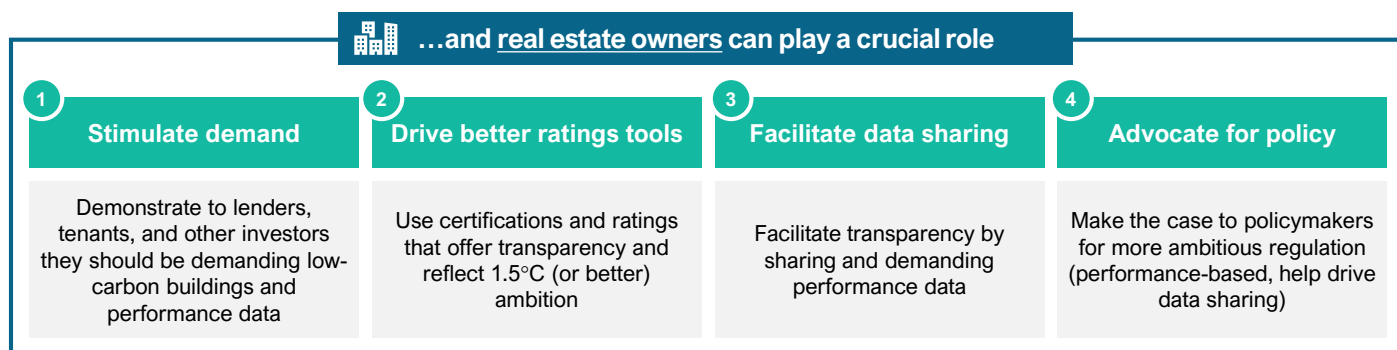 …and real estate owners can play a crucial role
1
Stimulate demand
Demonstrate to lenders,
tenants, and other investors
they should be demanding low-
carbon buildings and
performance data
2
Drive better ratings tools
Use certifications and ratings
that offer transparency and
reflect 1.5°C (or better)
ambition
3
Facilitate data sharing
Facilitate transparency by
sharing and demanding
performance data
4
Advocate for policy
Make the case to policymakers
for more ambitious regulation
(performance-based, help drive
data sharing)